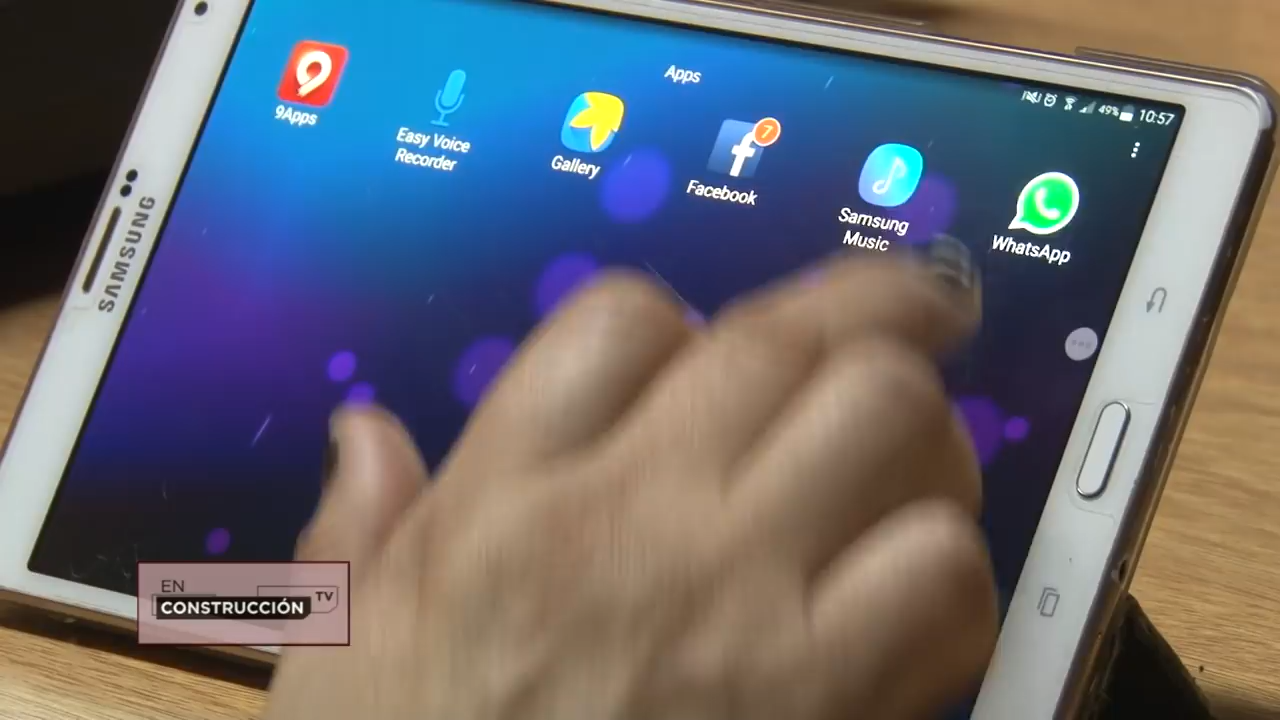 Apps
49% 10:57
9Apps
Easy Voice
Recorder
Gallery
7
Facebook
Samsung
Music
WhatsApp
SAMSUNG
EN
CONSTRUCCIÓN
TV